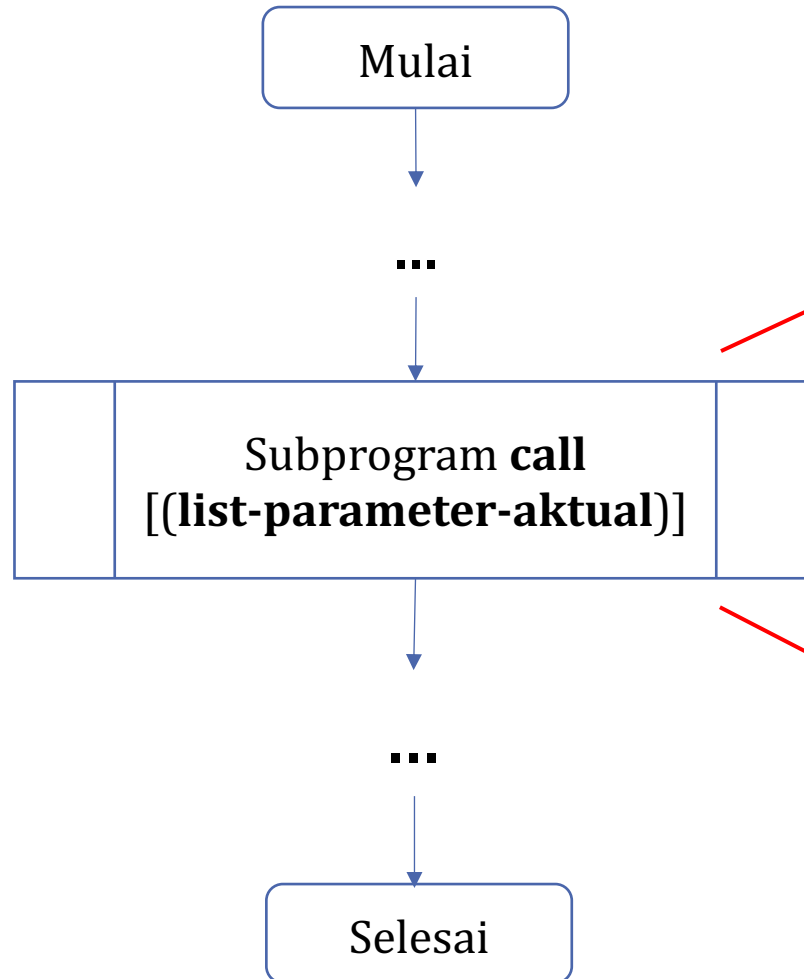 Mulai
...
Subprogram call
[(list-parameter-aktual)]
...
Selesai